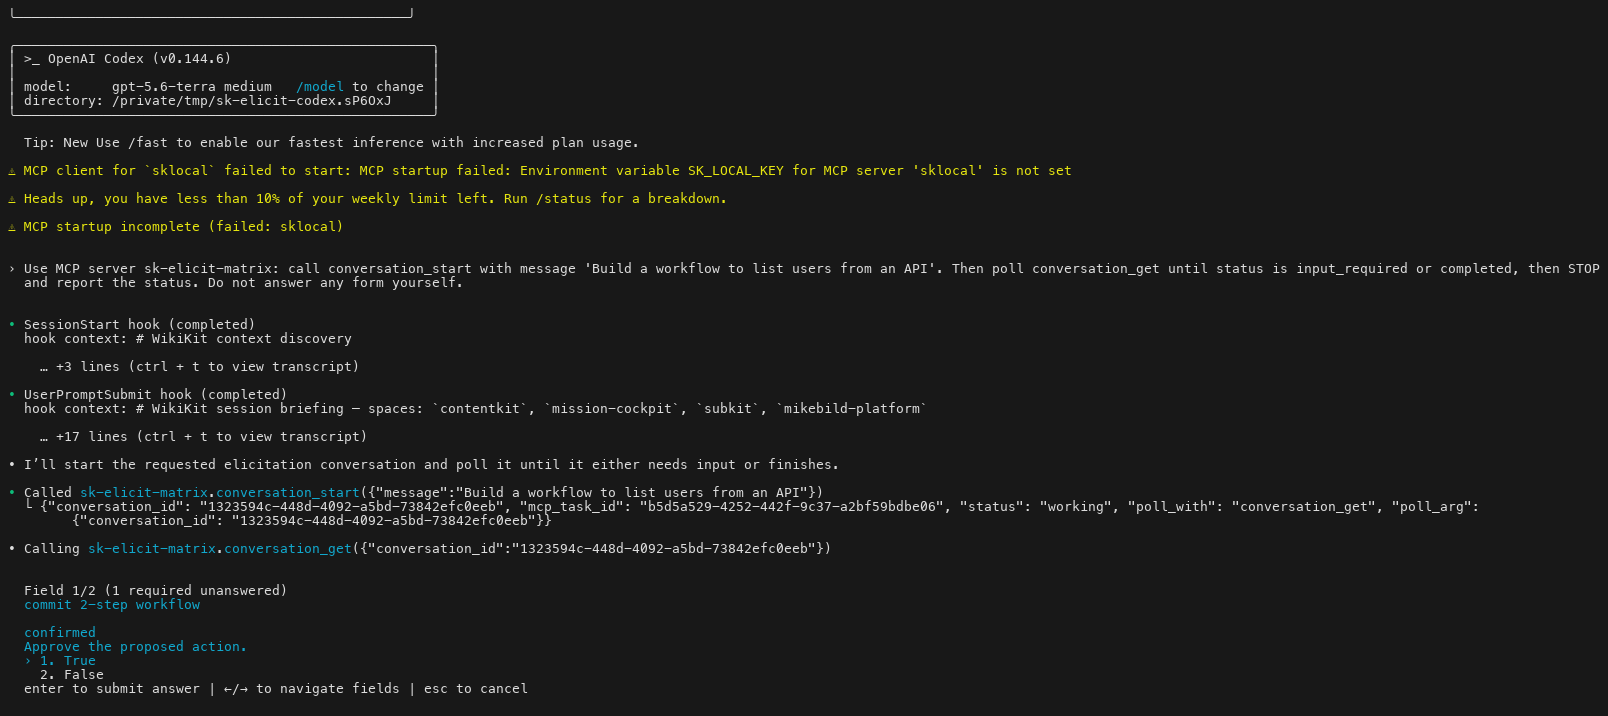 >_ OpenAI Codex (v0.144.6)
model:     gpt-5.6-terra medium   /model to change
directory: /private/tmp/sk-elicit-codex.sP6OxJ
Tip: New Use /fast to enable our fastest inference with increased plan usage.
⚠ MCP client for `sklocal` failed to start: MCP startup failed: Environment variable SK_LOCAL_KEY for MCP server 'sklocal' is not set
⚠ Heads up, you have less than 10% of your weekly limit left. Run /status for a breakdown.
⚠ MCP startup incomplete (failed: sklocal)
› Use MCP server sk-elicit-matrix: call conversation_start with message 'Build a workflow to list users from an API'. Then poll conversation_get until status is input_required or completed, then STOP
and report the status. Do not answer any form yourself.
• SessionStart hook (completed)
hook context: # WikiKit context discovery
… +3 lines (ctrl + t to view transcript)
• UserPromptSubmit hook (completed)
hook context: # WikiKit session briefing — spaces: `contentkit`, `mission-cockpit`, `subkit`, `mikebild-platform`
… +17 lines (ctrl + t to view transcript)
• I’ll start the requested elicitation conversation and poll it until it either needs input or finishes.
• Called sk-elicit-matrix.conversation_start({"message":"Build a workflow to list users from an API"})
└ {"conversation_id": "1323594c-448d-4092-a5bd-73842efc0eeb", "mcp_task_id": "b5d5a529-4252-442f-9c37-a2bf59bdbe06", "status": "working", "poll_with": "conversation_get", "poll_arg":
{"conversation_id": "1323594c-448d-4092-a5bd-73842efc0eeb"}}
• Calling sk-elicit-matrix.conversation_get({"conversation_id":"1323594c-448d-4092-a5bd-73842efc0eeb"})
Field 1/2 (1 required unanswered)
commit 2-step workflow
confirmed
Approve the proposed action.
› 1. True
2. False
enter to submit answer | ←/→ to navigate fields | esc to cancel